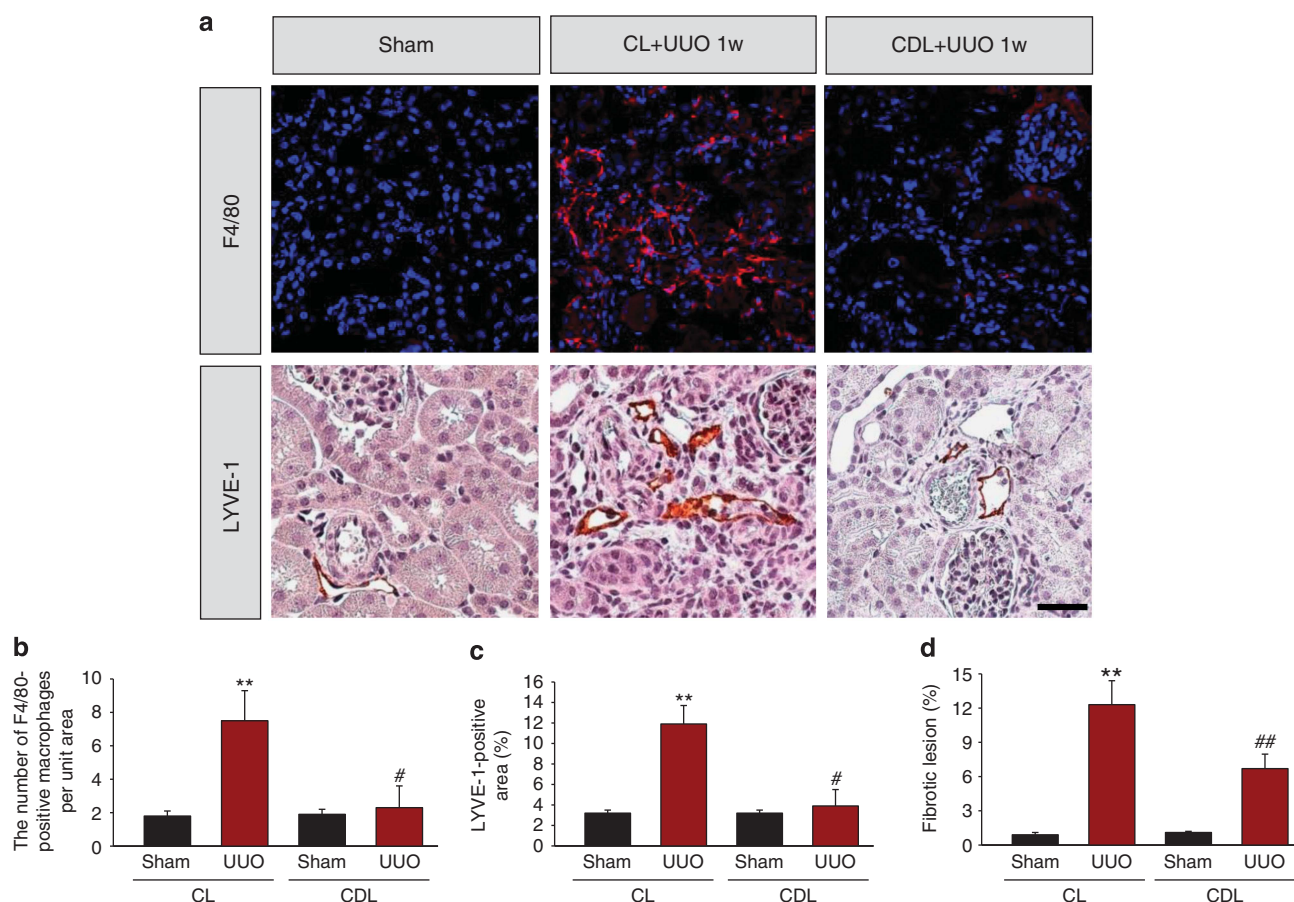 a
Sham
CL+UUO 1w
CDL+UUO 1w
F4/80
LYVE-1
b
The number of F4/80-
positive macrophages
per unit area
10
8
6
4
2
0
**
#
Sham
UUO
Sham
UUO
CL
CDL
c
LYVE-1-positive
area (%)
16
14
12
10
8
6
4
2
0
**
#
Sham
UUO
Sham
UUO
CL
CDL
d
Fibrotic lesion (%)
15
12
9
6
3
0
**
##
Sham
UUO
Sham
UUO
CL
CDL